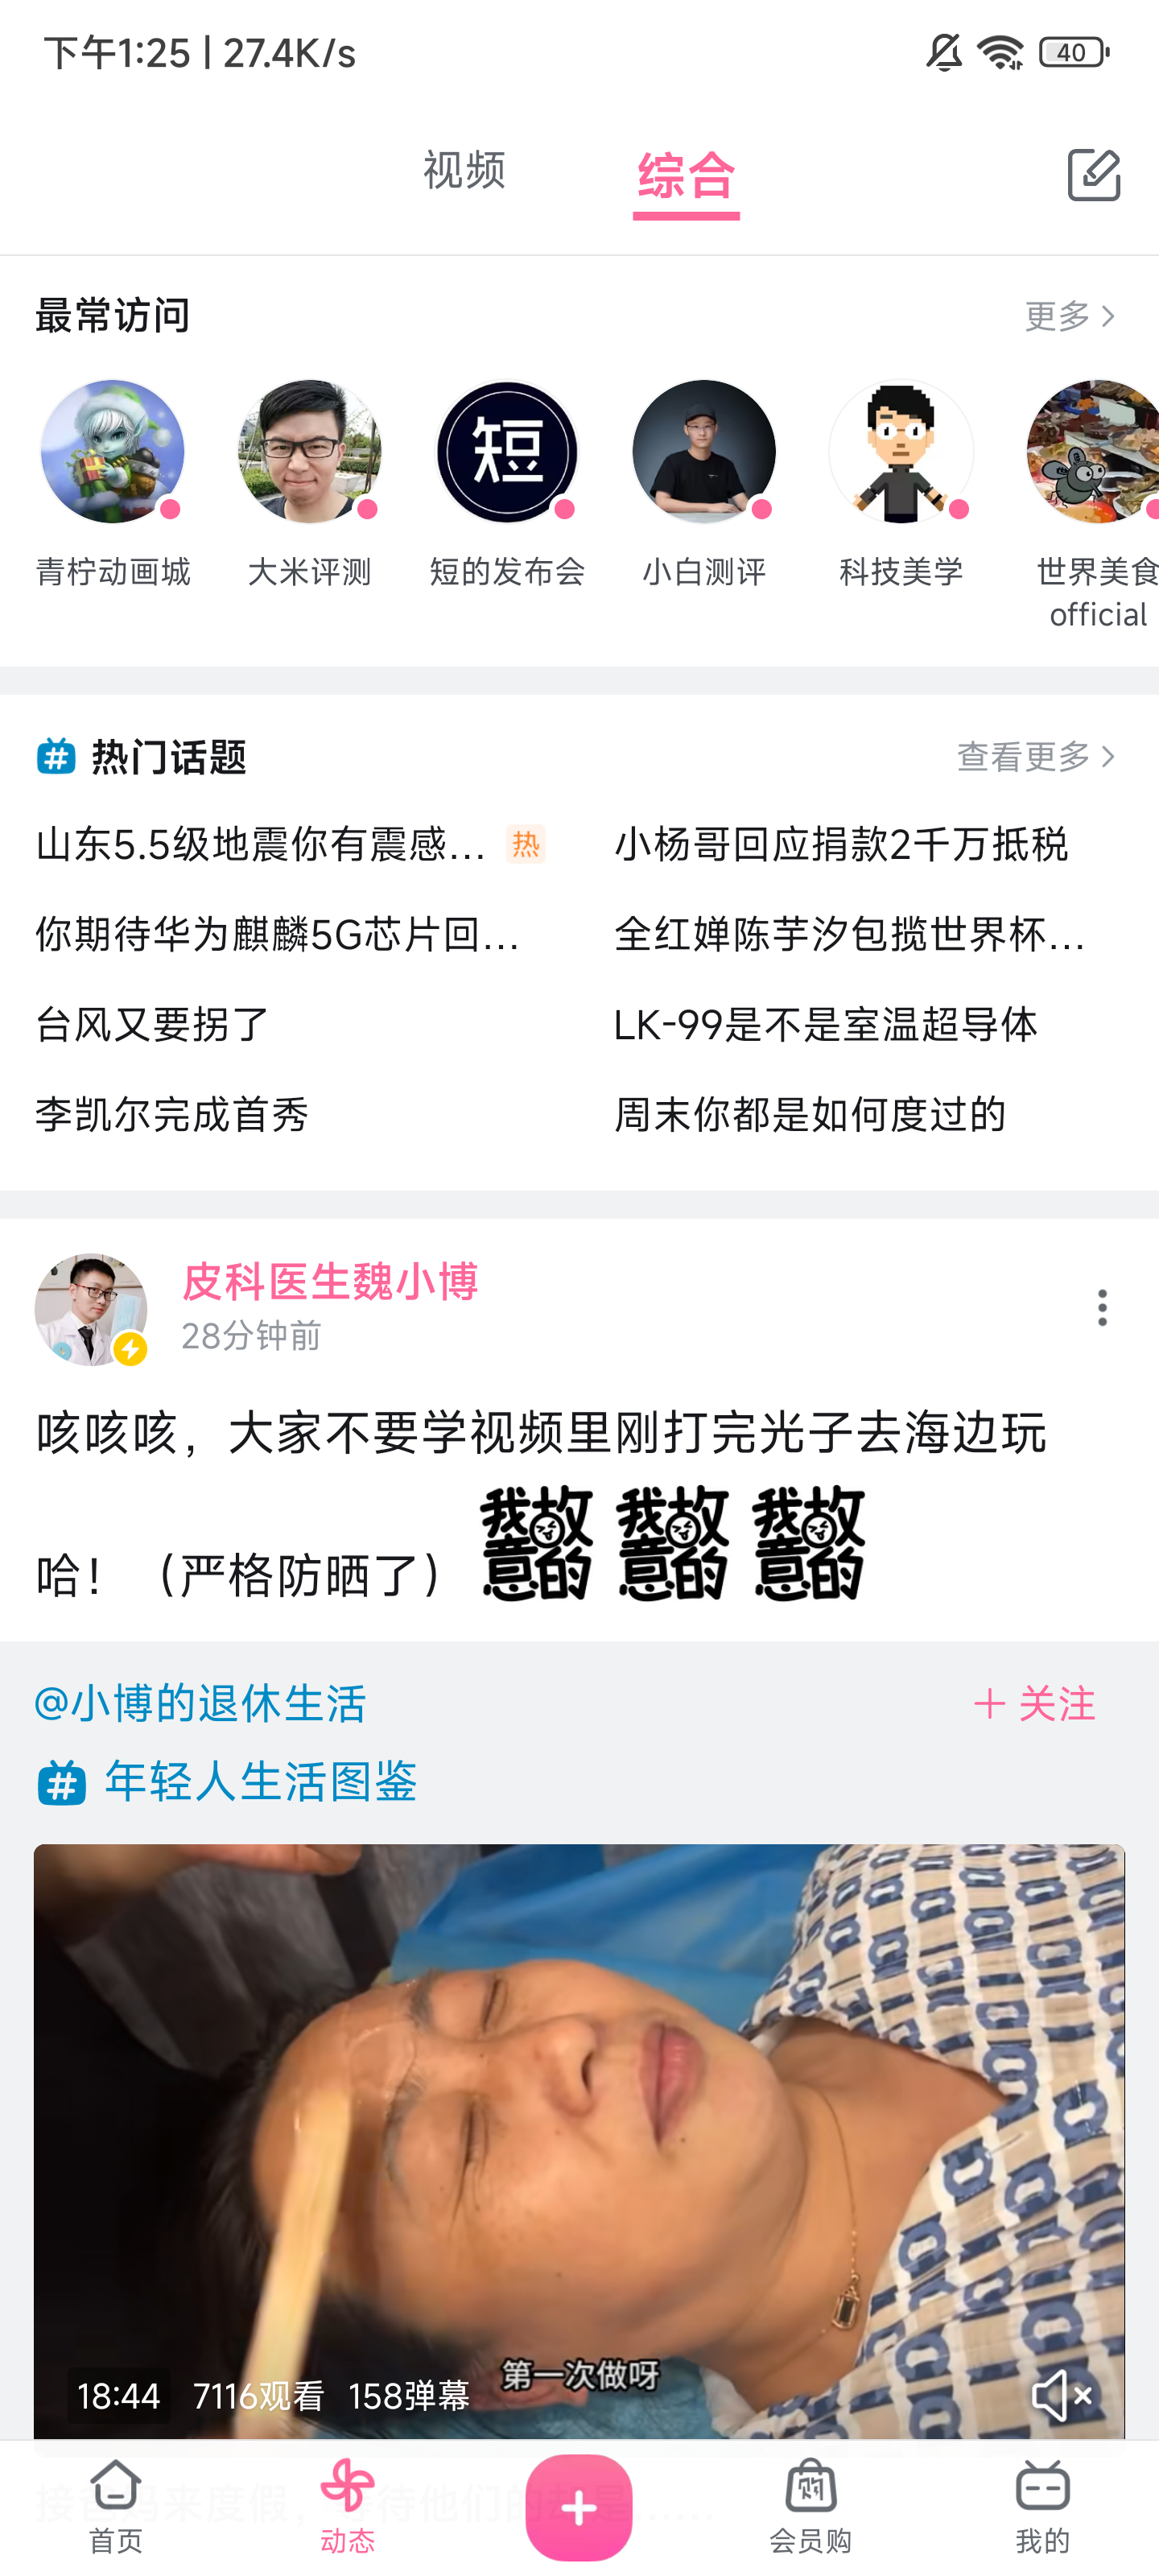 下午1:25 | 27.4K/s
40
视频
综合
最常访问
更多
短
青柠动画城
大米评测
短的发布会
小白测评
科技美学
世界美食
official
热门话题
查看更多
山东5.5级地震你有震感... 热
小杨哥回应捐款2千万抵税
你期待华为麒麟5G芯片回...
全红婵陈芋汐包揽世界杯...
台风又要拐了
LK-99是不是室温超导体
李凯尔完成首秀
周末你都是如何度过的
皮科医生魏小博
28分钟前
咳咳咳，大家不要学视频里刚打完光子去海边玩
哈！（严格防晒了）我故意的 我故意的 我故意的
@小博的退休生活
+ 关注
# 年轻人生活图鉴
第一次做呀
18:44 7116观看 158弹幕
首页
动态
购
会员购
我的